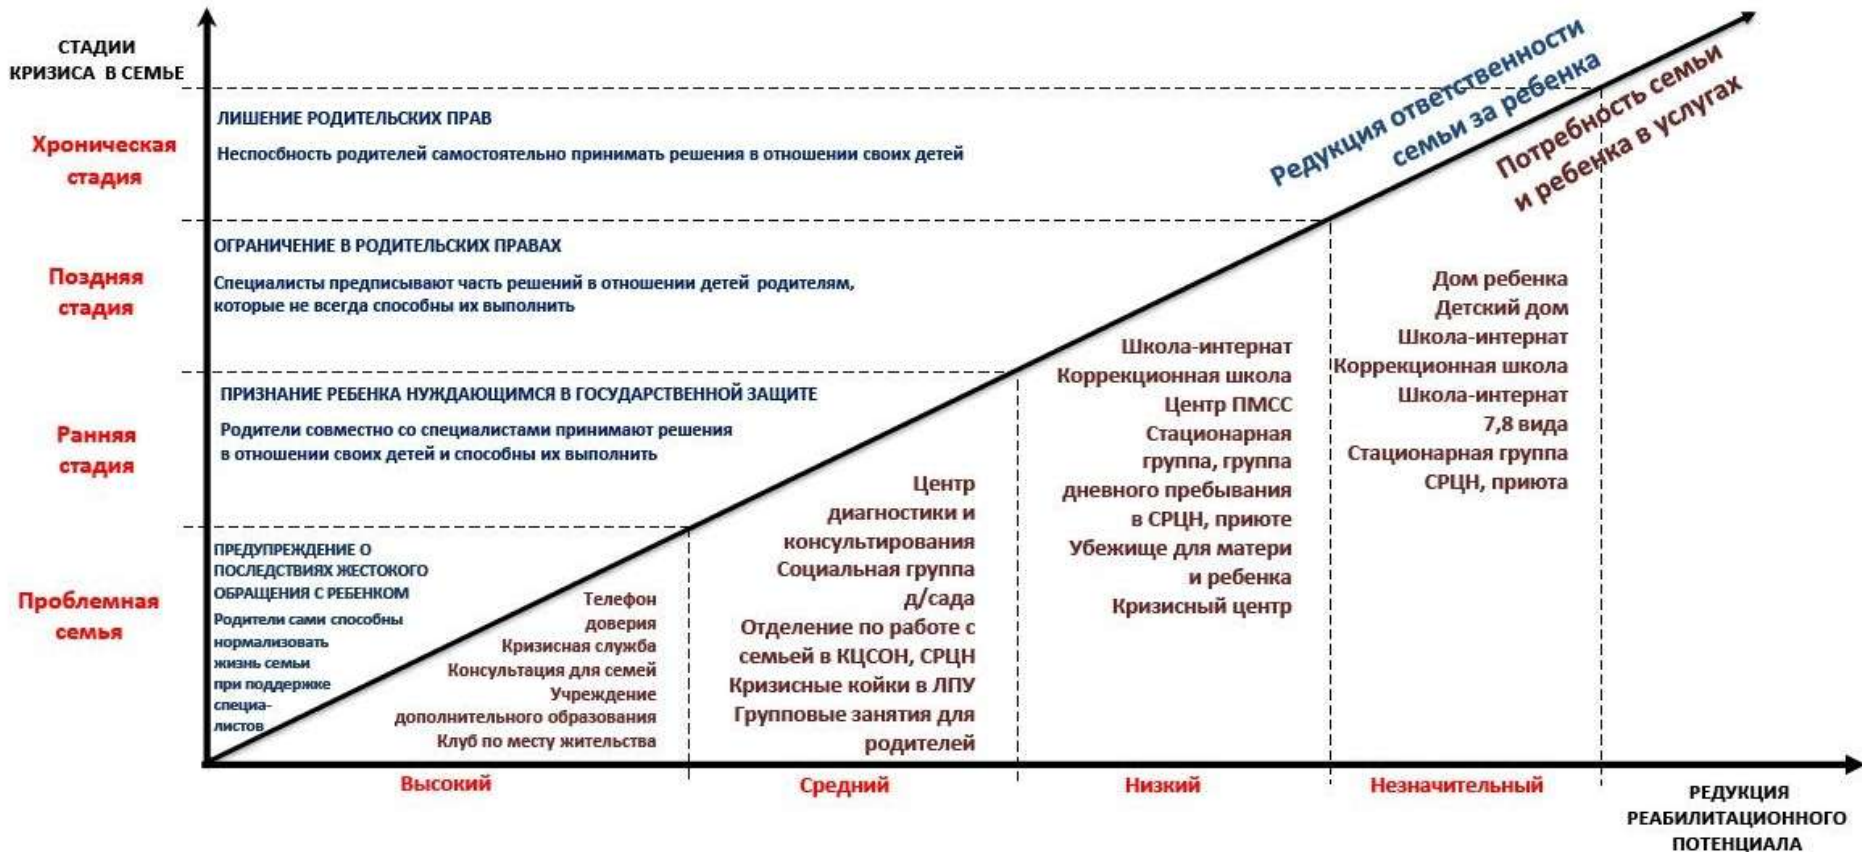 СТАДИИ
КРИЗИСА В СЕМЬЕ
Хроническая
стадия
ЛИШЕНИЕ РОДИТЕЛЬСКИХ ПРАВ
Неспосбность родителей самостоятельно принимать решения в отношении своих детей
Редукция ответственности
семьи за ребенка
Потребность семьи
и ребенка в услугах
Поздняя
стадия
ОГРАНИЧЕНИЕ В РОДИТЕЛЬСКИХ ПРАВАХ
Специалисты предписывают часть решений в отношении детей родителям,
которые не всегда способны их выполнить
Ранняя
стадия
ПРИЗНАНИЕ РЕБЕНКА НУЖДАЮЩИМСЯ В ГОСУДАРСТВЕННОЙ ЗАЩИТЕ
Родители совместно со специалистами принимают решения
в отношении своих детей и способны их выполнить
Проблемная
семья
ПРЕДУПРЕЖДЕНИЕ О
ПОСЛЕДСТВИЯХ ЖЕСТОКОГО
ОБРАЩЕНИЯ С РЕБЕНКОМ
Родители сами способны
нормализовать
жизнь семьи
при поддержке
специа-
листов
Телефон
доверия
Кризисная служба
Консультация для семей
Учреждение
дополнительного образования
Клуб по месту жительства
Центр
диагностики и
консультирования
Социальная группа
д/сада
Отделение по работе с
семьей в КЦСОН, СРЦН
Кризисные койки в ЛПУ
Групповые занятия для
родителей
Школа-интернат
Коррекционная школа
Центр ПМСС
Стационарная
группа, группа
дневного пребывания
в СРЦН, приюте
Убежище для матери
и ребенка
Кризисный центр
Дом ребенка
Детский дом
Школа-интернат
Коррекционная школа
Школа-интернат
7,8 вида
Стационарная группа
СРЦН, приюта
Высокий
Средний
Низкий
Незначительный
РЕДУКЦИЯ
РЕАБИЛИТАЦИОННОГО
ПОТЕНЦИАЛА